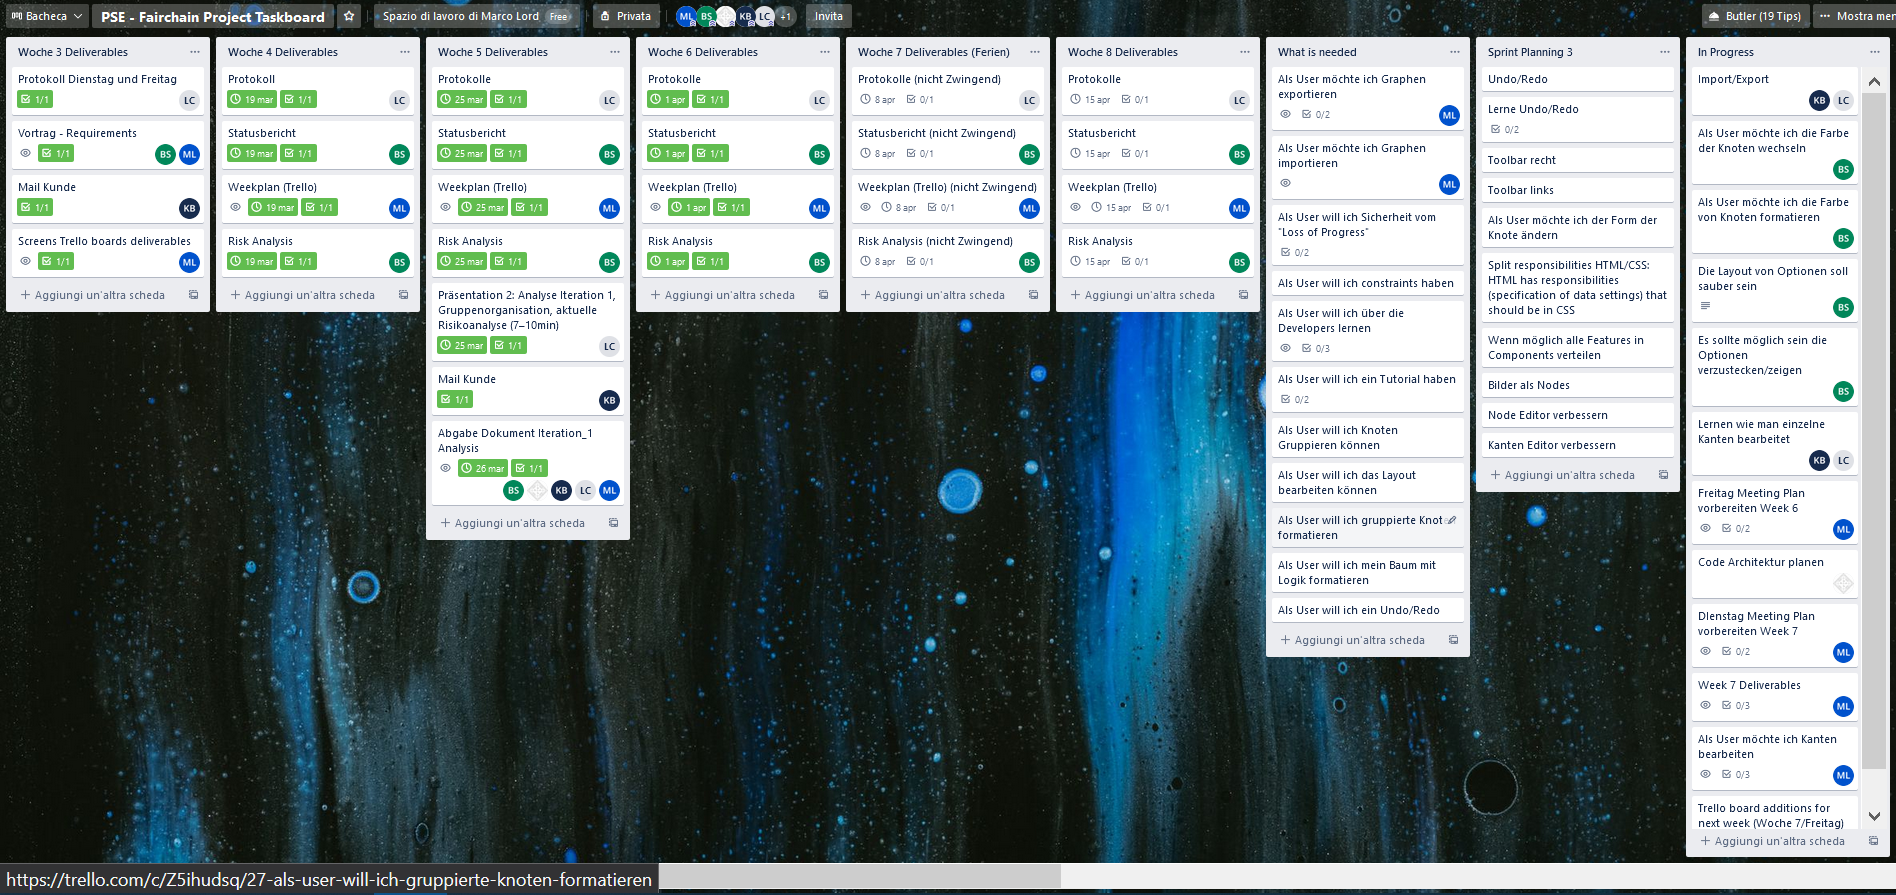 Bacheca
PSE - Fairchain Project Taskboard
Spazio di lavoro di Marco Lord Free
Privata
ML BS KB LC +1
Invita
Butler (19 Tips)
Mostra mer
Woche 3 Deliverables
Protokoll Dienstag und Freitag
1/1
LC
Vortrag - Requirements
1/1
BS ML
Mail Kunde
1/1
KB
Screens Trello boards deliverables
1/1
ML
Aggiungi un'altra scheda
Woche 4 Deliverables
Protokoll
19 mar 1/1
LC
Statusbericht
19 mar 1/1
BS
Weekplan (Trello)
19 mar 1/1
ML
Risk Analysis
19 mar 1/1
BS
Aggiungi un'altra scheda
Woche 5 Deliverables
Protokolle
25 mar 1/1
LC
Statusbericht
25 mar 1/1
BS
Weekplan (Trello)
25 mar 1/1
ML
Risk Analysis
25 mar 1/1
BS
Präsentation 2: Analyse Iteration 1,
Gruppenorganisation, aktuelle
Risikoanalyse (7–10min)
25 mar 1/1
LC
Mail Kunde
1/1
KB
Abgabe Dokument Iteration_1
Analysis
26 mar 1/1
BS KB LC ML
Aggiungi un'altra scheda
Woche 6 Deliverables
Protokolle
1 apr 1/1
LC
Statusbericht
1 apr 1/1
BS
Weekplan (Trello)
1 apr 1/1
ML
Risk Analysis
1 apr 1/1
BS
Aggiungi un'altra scheda
Woche 7 Deliverables (Ferien)
Protokolle (nicht Zwingend)
8 apr 0/1
LC
Statusbericht (nicht Zwingend)
8 apr 0/1
BS
Weekplan (Trello) (nicht Zwingend)
8 apr 0/1
ML
Risk Analysis (nicht Zwingend)
8 apr 0/1
BS
Aggiungi un'altra scheda
Woche 8 Deliverables
Protokolle
15 apr 0/1
LC
Statusbericht
15 apr 0/1
BS
Weekplan (Trello)
15 apr 0/1
ML
Risk Analysis
15 apr 0/1
BS
Aggiungi un'altra scheda
What is needed
Als User möchte ich Graphen
exportieren
0/2
ML
Als User möchte ich Graphen
importieren
ML
Als User will ich Sicherheit vom
"Loss of Progress"
0/2
Als User will ich constraints haben
Als User will ich über die
Developers lernen
0/3
Als User will ich ein Tutorial haben
0/2
Als User will ich Knoten
Gruppieren können
Als User will ich das Layout
bearbeiten können
Als User will ich gruppierte Knot
formatieren
Als User will ich mein Baum mit
Logik formatieren
Als User will ich ein Undo/Redo
Aggiungi un'altra scheda
Sprint Planning 3
Undo/Redo
Lerne Undo/Redo
0/2
Toolbar recht
Toolbar links
Als User möchte ich der Form der
Knote ändern
Split responsibilities HTML/CSS:
HTML has responsibilities
(specification of data settings) that
should be in CSS
Wenn möglich alle Features in
Components verteilen
Bilder als Nodes
Node Editor verbessern
Kanten Editor verbessern
Aggiungi un'altra scheda
In Progress
Import/Export
KB LC
Als User möchte ich die Farbe
der Knoten wechseln
BS
Als User möchte ich die Farbe
von Knoten formatieren
BS
Die Layout von Optionen soll
sauber sein
BS
Es sollte möglich sein die
Optionen
verzustecken/zeigen
BS
Lernen wie man einzelne
Kanten bearbeitet
KB LC
Freitag Meeting Plan
vorbereiten Week 6
0/2
ML
Code Architektur planen
DIenstag Meeting Plan
vorbereiten Week 7
0/2
ML
Week 7 Deliverables
0/3
ML
Als User möchte ich Kanten
bearbeiten
0/3
ML
Trello board additions for
next week (Woche 7/Freitag)
Aggiungi un'altra scheda
https://trello.com/c/Z5ihudsq/27-als-user-will-ich-gruppierte-knoten-formatieren